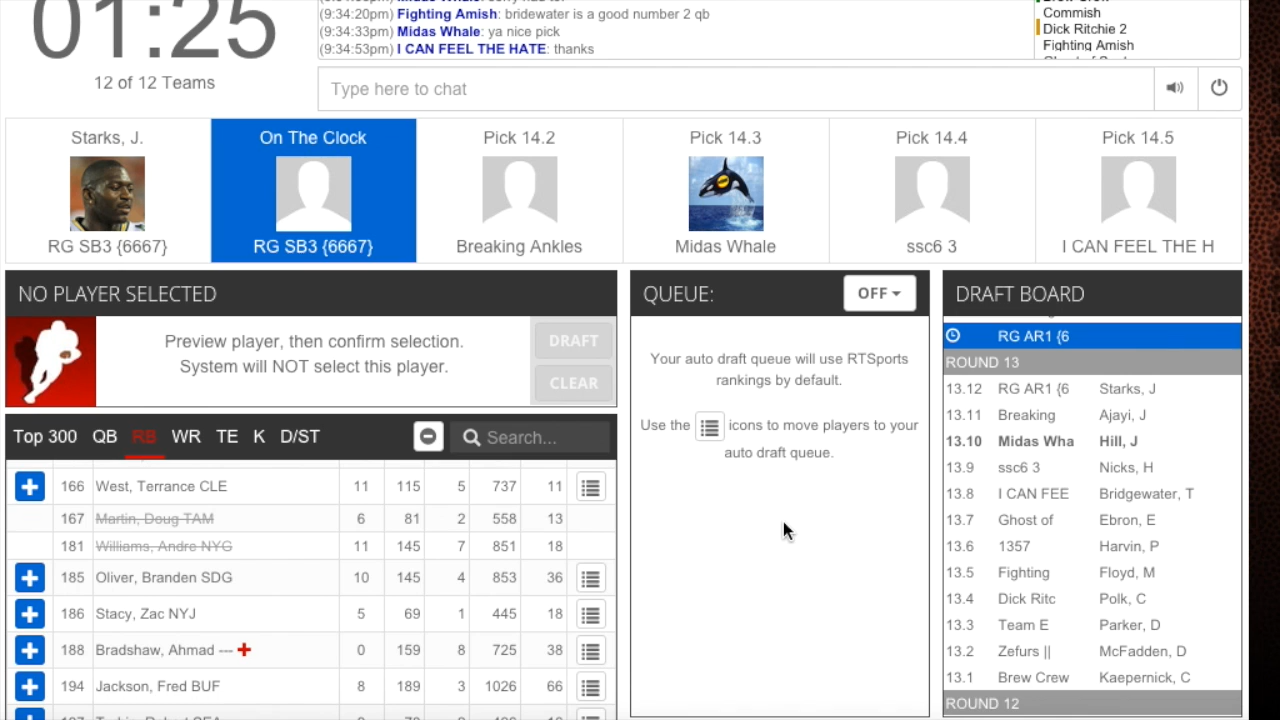 01:25
12 of 12 Teams
(9:34:20pm) Fighting Amish: bridewater is a good number 2 qb
(9:34:33pm) Midas Whale: ya nice pick
(9:34:53pm) I CAN FEEL THE HATE: thanks
Commish
Dick Ritchie 2
Fighting Amish
Type here to chat
Starks, J.
RG SB3 {6667}
On The Clock
RG SB3 {6667}
Pick 14.2
Breaking Ankles
Pick 14.3
Midas Whale
Pick 14.4
ssc6 3
Pick 14.5
I CAN FEEL THE H
NO PLAYER SELECTED
Preview player, then confirm selection.
System will NOT select this player.
DRAFT
CLEAR
Top 300 QB RB WR TE K D/ST
Search...
166 West, Terrance CLE 11 115 5 737 11
167 Martin, Doug TAM 6 81 2 558 13
181 Williams, Andre NYG 11 145 7 851 18
185 Oliver, Branden SDG 10 145 4 853 36
186 Stacy, Zac NYJ 5 69 1 445 18
188 Bradshaw, Ahmad --- 0 159 8 725 38
194 Jackson, Fred BUF 8 189 3 1026 66
QUEUE:
OFF
Your auto draft queue will use RTSports
rankings by default.
Use the icons to move players to your
auto draft queue.
DRAFT BOARD
RG AR1 {6
ROUND 13
13.12 RG AR1 {6 Starks, J
13.11 Breaking Ajayi, J
13.10 Midas Wha Hill, J
13.9 ssc6 3 Nicks, H
13.8 I CAN FEE Bridgewater, T
13.7 Ghost of Ebron, E
13.6 1357 Harvin, P
13.5 Fighting Floyd, M
13.4 Dick Ritc Polk, C
13.3 Team E Parker, D
13.2 Zefurs || McFadden, D
13.1 Brew Crew Kaepernick, C
ROUND 12